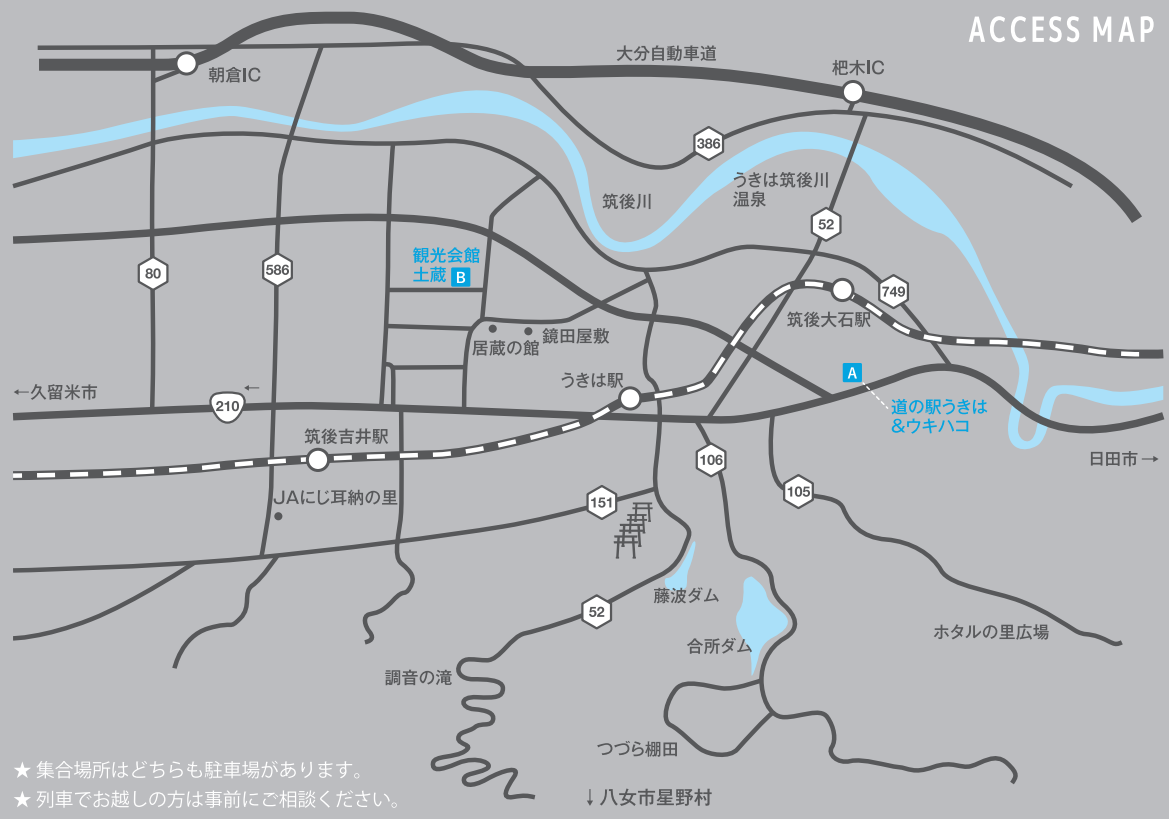 ACCESS MAP
大分自動車道
朝倉IC
杷木IC
386
うきは筑後川
温泉
筑後川
52
観光会館
土蔵 B
80
586
749
筑後大石駅
鏡田屋敷
居蔵の館
うきは駅
A
←久留米市
←
210
道の駅うきは
&ウキハコ
筑後吉井駅
106
日田市→
105
JAにじ耳納の里
151
藤波ダム
52
ホタルの里広場
合所ダム
調音の滝
つづら棚田
★ 集合場所はどちらも駐車場があります。
★ 列車でお越しの方は事前にご相談ください。
↓八女市星野村